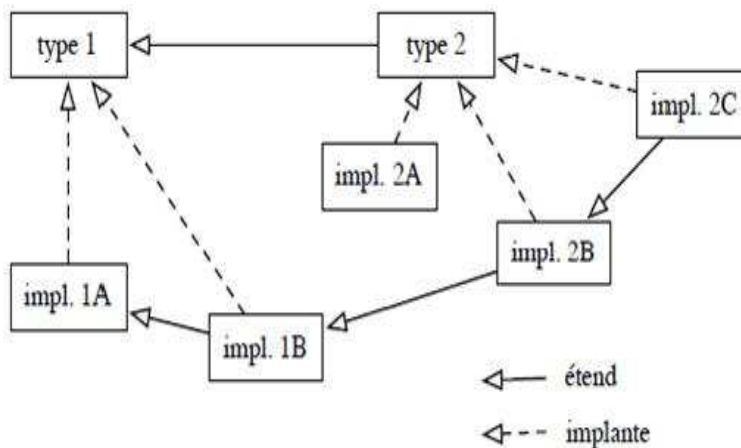 type 1
type 2
impl. 2C
impl. 2A
impl. 2B
impl. 1A
impl. 1B
étend
implante